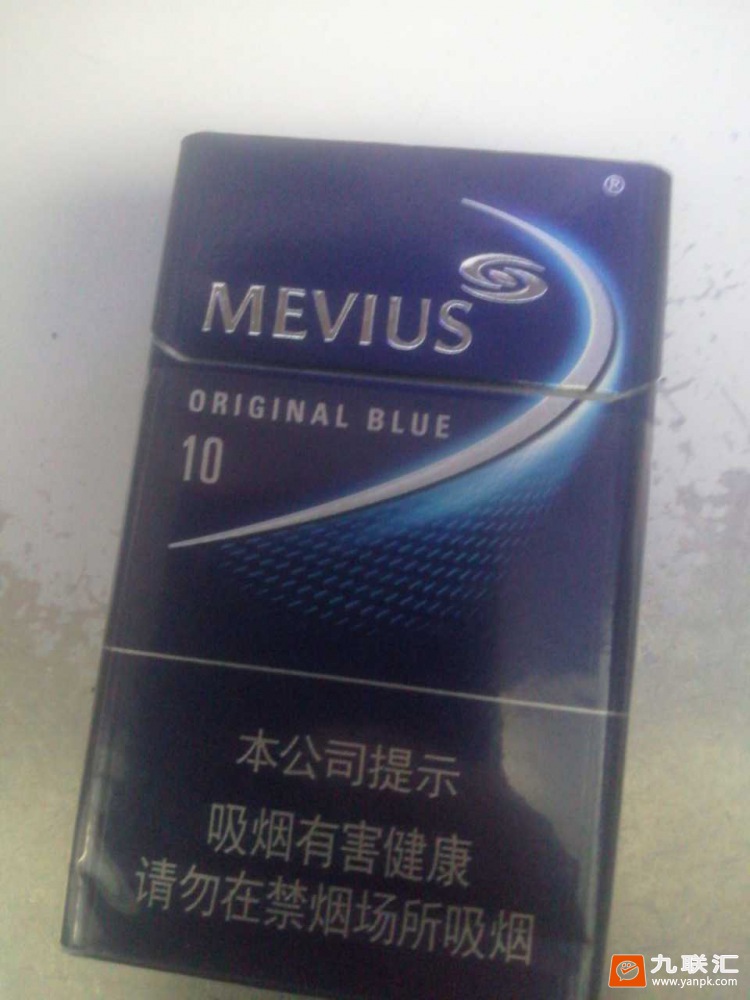 ®
MEVIUS
ORIGINAL BLUE
10
本公司提示
吸烟有害健康
请勿在禁烟场所吸烟
九联汇
www.yanpk.com